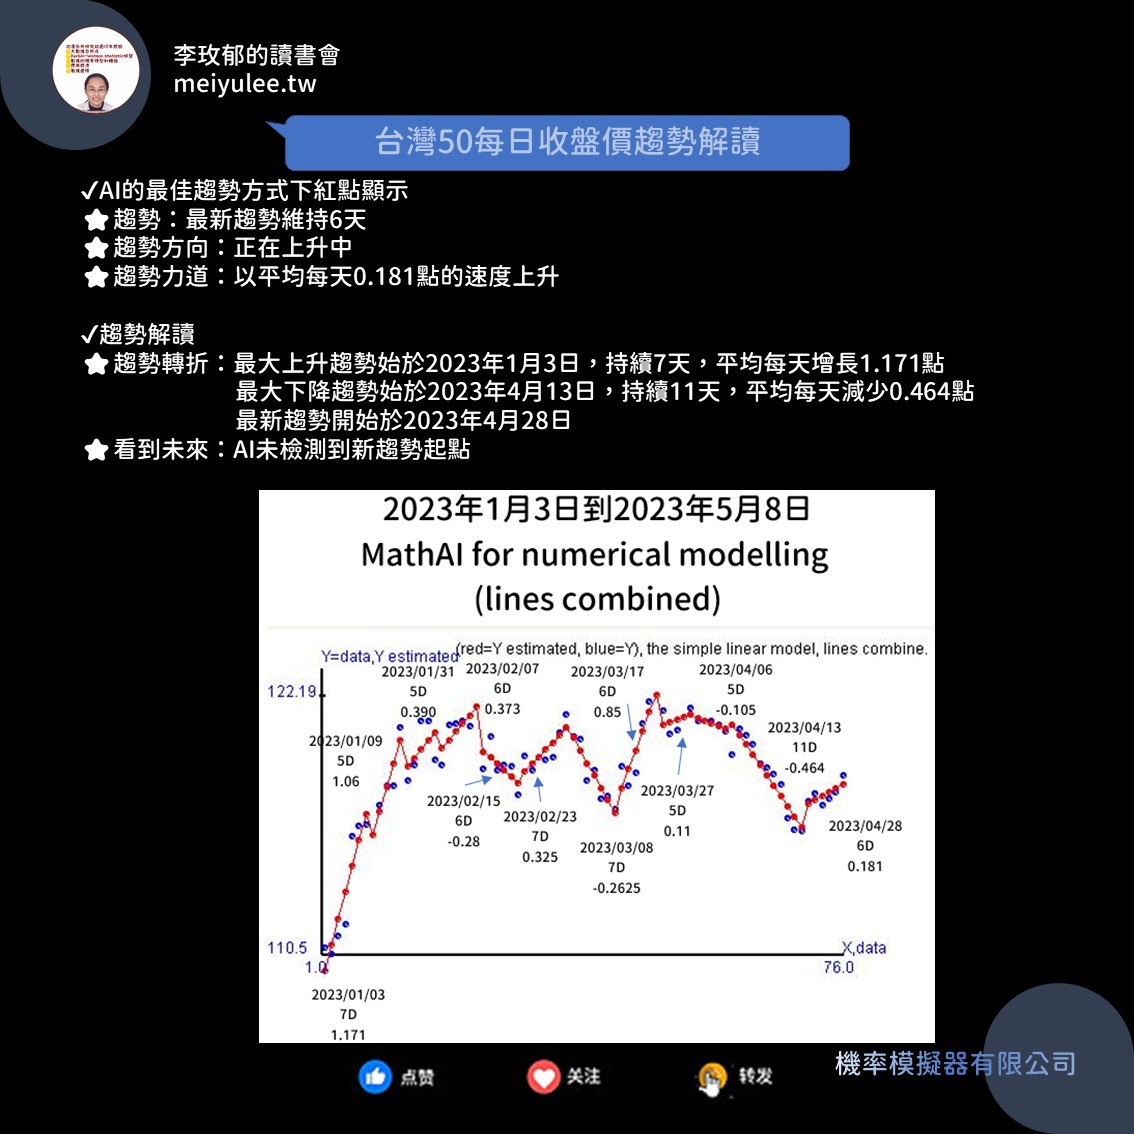 李玫郁的讀書會
meiyulee.tw
台灣50每日收盤價趨勢解讀
✓AI的最佳趨勢方式下紅點顯示
★趨勢：最新趨勢維持6天
★趨勢方向：正在上升中
★趨勢力道：以平均每天0.181點的速度上升
✓趨勢解讀
★趨勢轉折：最大上升趨勢始於2023年1月3日，持續7天，平均每天增長1.171點
最大下降趨勢始於2023年4月13日，持續11天，平均每天減少0.464點
最新趨勢開始於2023年4月28日
★看到未來：AI未檢測到新趨勢起點
2023年1月3日到2023年5月8日
MathAI for numerical modelling
(lines combined)
(red=Y estimated, blue=Y), the simple linear model, lines combine.
Y=data,Y estimated
2023/01/31
5D
0.390
2023/02/07
6D
0.373
2023/03/17
6D
0.85
2023/04/06
5D
-0.105
122.19
2023/04/13
11D
-0.464
2023/01/09
5D
1.06
2023/02/15
6D
-0.28
2023/02/23
7D
0.325
2023/03/08
7D
-0.2625
2023/03/27
5D
0.11
2023/04/28
6D
0.181
110.5
X,data
1.0
76.0
2023/01/03
7D
1.171
点赞
关注
转发
機率模擬器有限公司